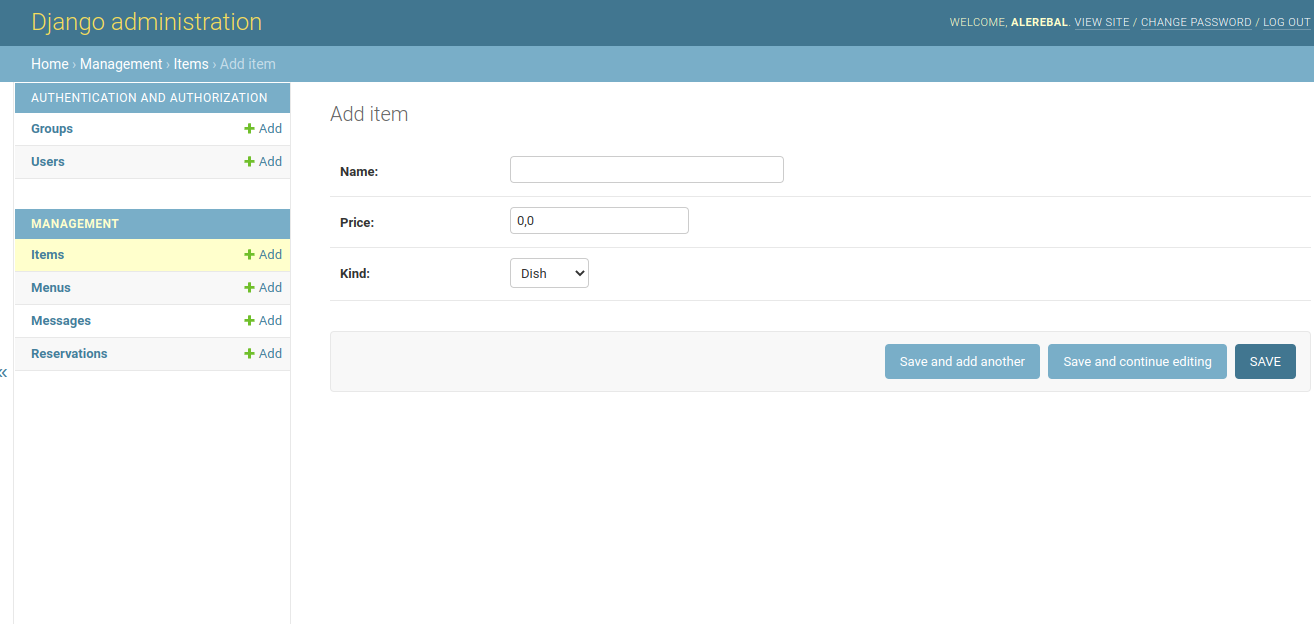 Django administration
WELCOME, ALEREBAL. VIEW SITE / CHANGE PASSWORD / LOG OUT
Home › Management › Items › Add item
AUTHENTICATION AND AUTHORIZATION
Groups + Add
Users + Add
MANAGEMENT
Items + Add
Menus + Add
Messages + Add
Reservations + Add
«
Add item
Name:
Price: 0,0
Kind: Dish
Save and add another Save and continue editing SAVE